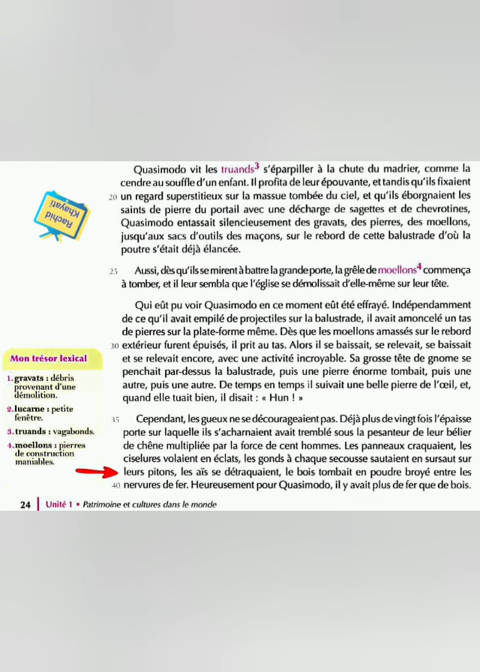 Quasimodo vit les truands³ s'éparpiller à la chute du madrier, comme la
cendre au souffle d'un enfant. Il profita de leur épouvante, et tandis qu'ils fixaient
20 un regard superstitieux sur la massue tombée du ciel, et qu'ils éborgnaient les
saints de pierre du portail avec une décharge de sagettes et de chevrotines,
Quasimodo entassait silencieusement des gravats, des pierres, des moellons,
jusqu'aux sacs d'outils des maçons, sur le rebord de cette balustrade d'où la
poutre s'était déjà élancée.
25 Aussi, dès qu'ils se mirent à battre la grande porte, la grêle de moellons⁴ commença
à tomber, et il leur sembla que l'église se démolissait d'elle-même sur leur tête.
Qui eût pu voir Quasimodo en ce moment eût été effrayé. Indépendamment
de ce qu'il avait empilé de projectiles sur la balustrade, il avait amoncelé un tas
de pierres sur la plate-forme même. Dès que les moellons amassés sur le rebord
30 extérieur furent épuisés, il prit au tas. Alors il se baissait, se relevait, se baissait
et se relevait encore, avec une activité incroyable. Sa grosse tête de gnome se
penchait par-dessus la balustrade, puis une pierre énorme tombait, puis une
autre, puis une autre. De temps en temps il suivait une belle pierre de l'œil, et,
quand elle tuait bien, il disait : « Hun ! »
35 Cependant, les gueux ne se décourageaient pas. Déjà plus de vingt fois l'épaisse
porte sur laquelle ils s'acharnaient avait tremblé sous la pesanteur de leur bélier
de chêne multipliée par la force de cent hommes. Les panneaux craquaient, les
ciselures volaient en éclats, les gonds à chaque secousse sautaient en sursaut sur
leurs pitons, les aïs se détraquaient, le bois tombait en poudre broyé entre les
40 nervures de fer. Heureusement pour Quasimodo, il y avait plus de fer que de bois.
Rachid
Khayati
Mon trésor lexical
1. gravats : débris
provenant d'une
démolition.
2. lucarne : petite
fenêtre.
3. truands : vagabonds.
4. moellons : pierres
de construction
maniables.
24 | Unité 1 • Patrimoine et cultures dans le monde